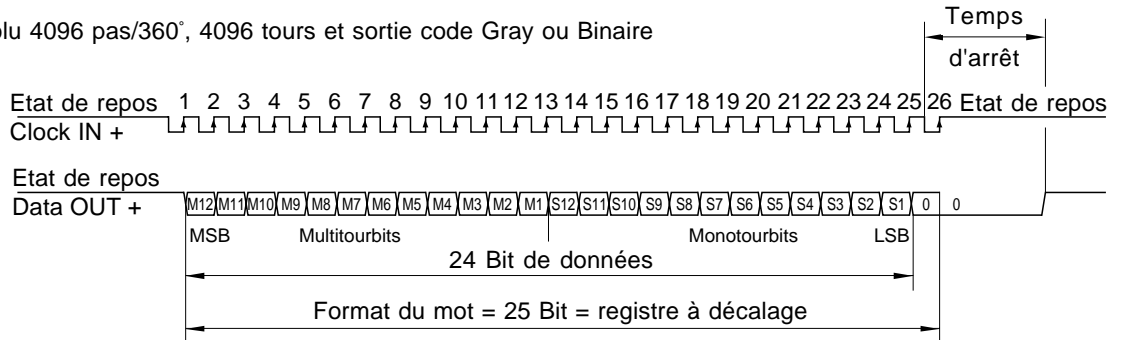 lu 4096 pas/360°, 4096 tours et sortie code Gray ou Binaire
Temps
d'arrêt
Etat de repos 1 2 3 4 5 6 7 8 9 10 11 12 13 14 15 16 17 18 19 20 21 22 23 24 25 26 Etat de repos
Clock IN +
Etat de repos
Data OUT + M12 M11 M10 M9 M8 M7 M6 M5 M4 M3 M2 M1 S12 S11 S10 S9 S8 S7 S6 S5 S4 S3 S2 S1 0 0
MSB Multitourbits Monotourbits LSB
24 Bit de données
Format du mot = 25 Bit = registre à décalage